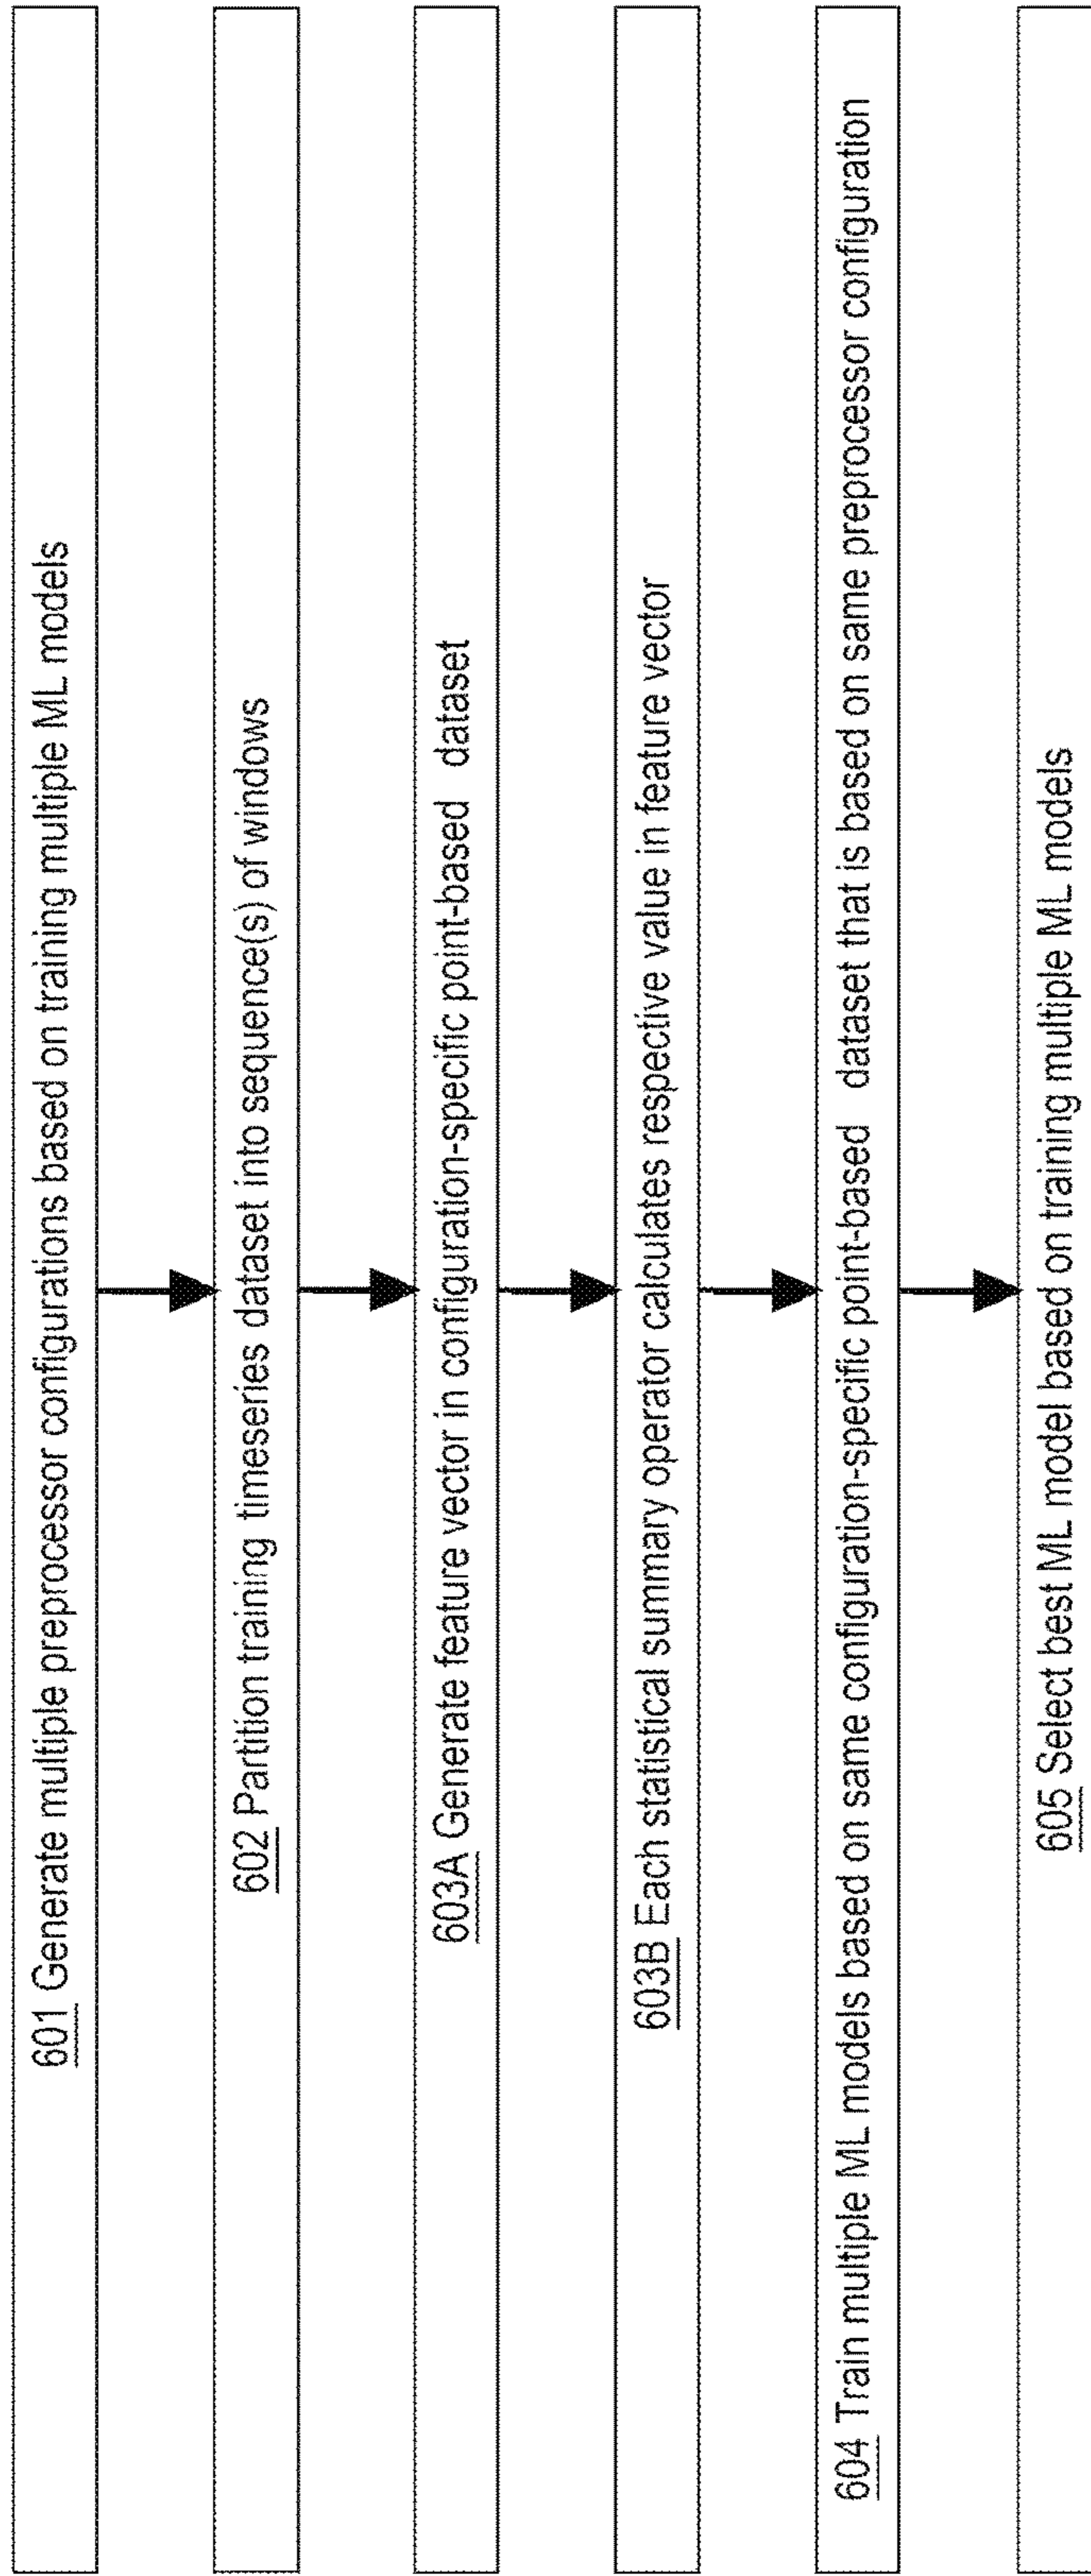 601 Generate multiple preprocessor configurations based on training multiple ML models
602 Partition training timeseries dataset into sequence(s) of windows
603A Generate feature vector in configuration-specific point-based dataset
603B Each statistical summary operator calculates respective value in feature vector
604 Train multiple ML models based on same configuration-specific point-based dataset that is based on same preprocessor configuration
605 Select best ML model based on training multiple ML models